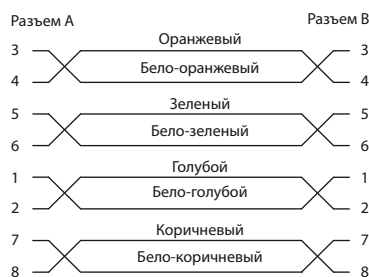 Разъем A Разъем B
Оранжевый
3 3
Бело-оранжевый
4 4
Зеленый
5 5
Бело-зеленый
6 6
Голубой
1 1
Бело-голубой
2 2
Коричневый
7 7
Бело-коричневый
8 8